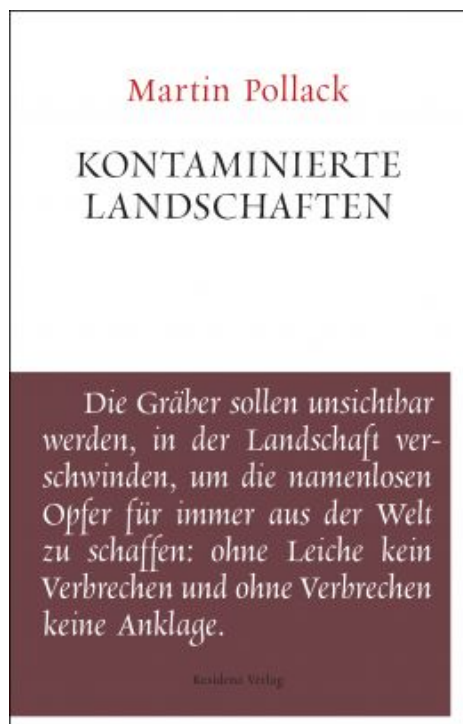 Martin Pollack
KONTAMINIERTE
LANDSCHAFTEN
Die Gräber sollen unsichtbar
werden, in der Landschaft ver-
schwinden, um die namenlosen
Opfer für immer aus der Welt
zu schaffen: ohne Leiche kein
Verbrechen und ohne Verbrechen
keine Anklage.
Residenz Verlag